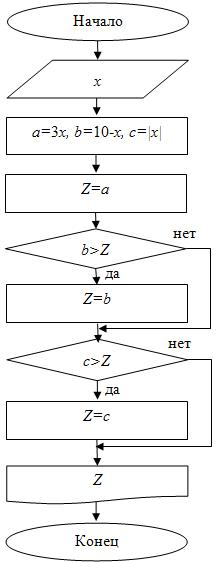 Начало
x
a=3x, b=10-x, c=|x|
Z=a
нет
b>Z
да
Z=b
нет
c>Z
да
Z=c
Z
Конец